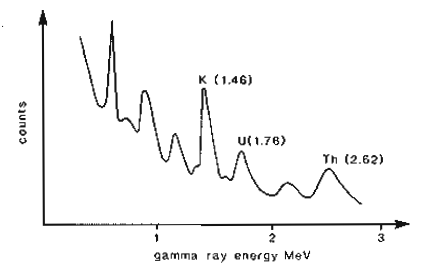 K (1.46)
U(1.76)
Th (2.62)
counts
1
2
3
gamma ray energy MeV